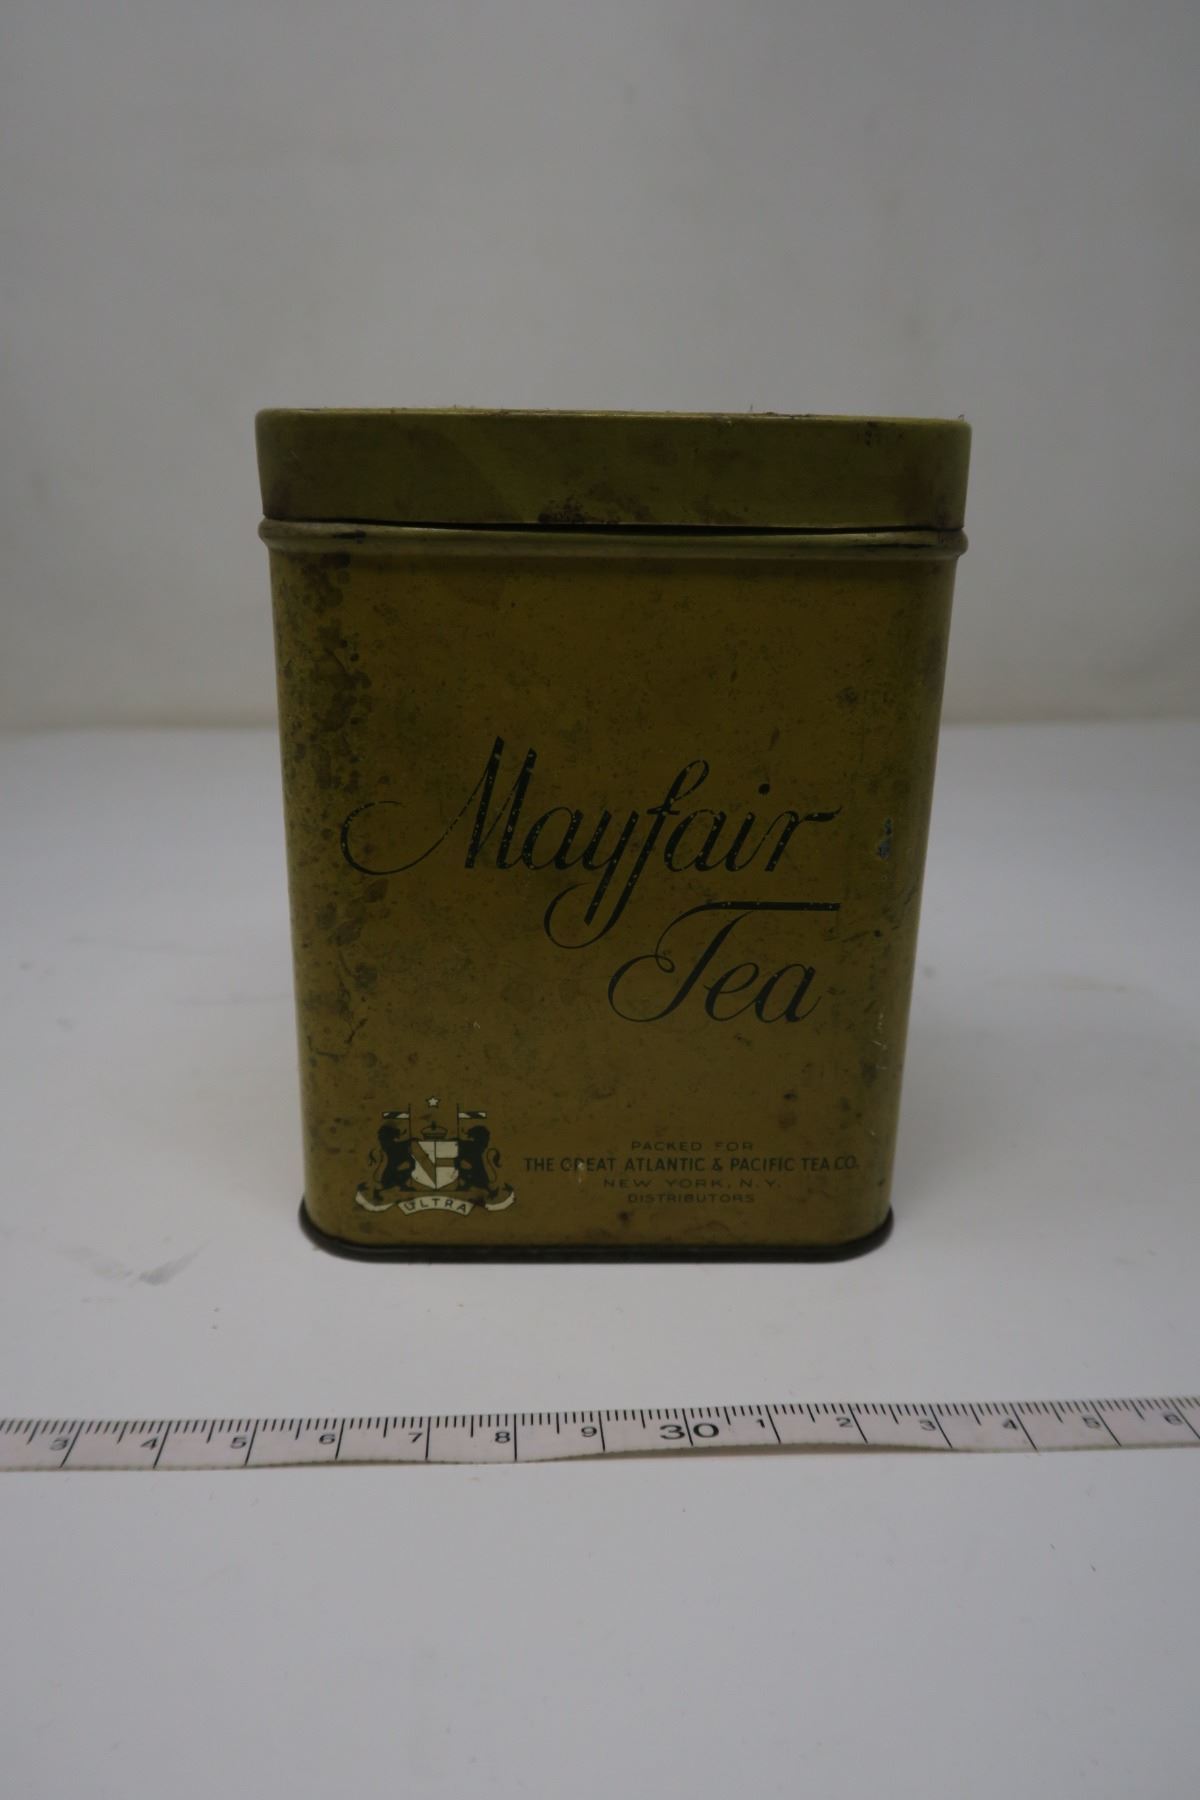 Mayfair
Tea
ULTRA
PACKED FOR
THE GREAT ATLANTIC & PACIFIC TEA CO.
NEW YORK, N.Y.
DISTRIBUTORS
3 4 5 6 7 8 9 30 1 2 3 4 5 6